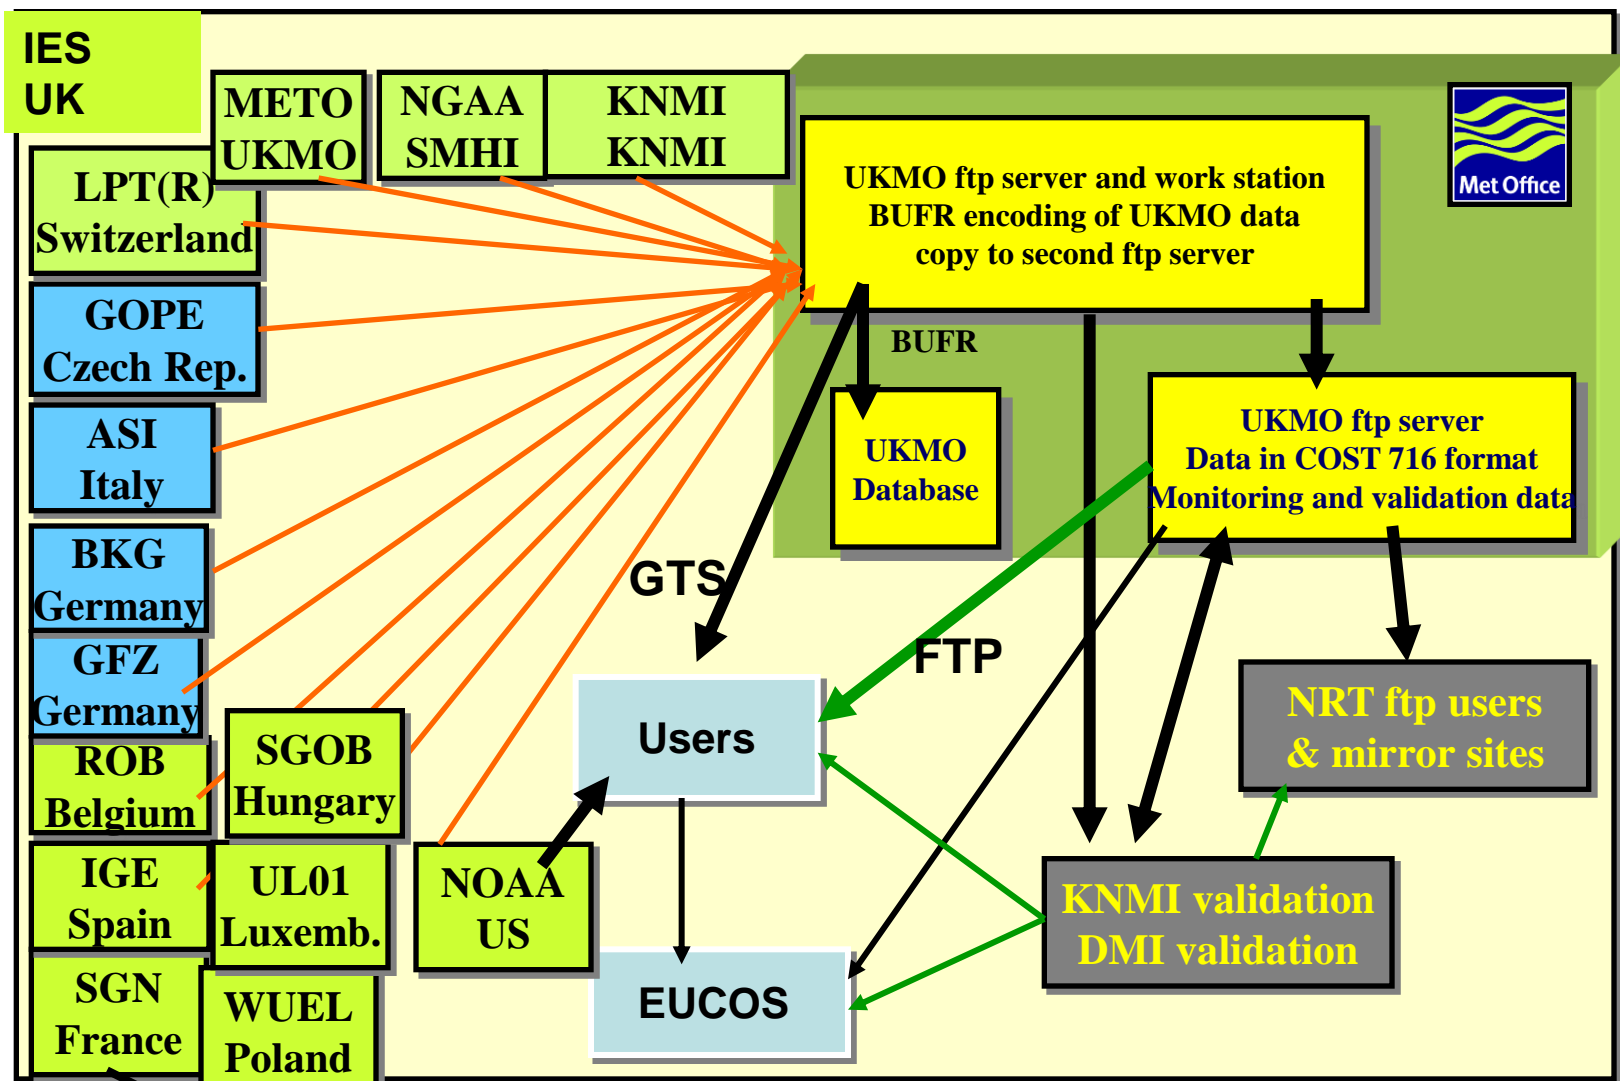 IES
UK
METO
UKMO
NGAA
SMHI
KNMI
KNMI
LPT(R)
Switzerland
GOPE
Czech Rep.
ASI
Italy
BKG
Germany
GFZ
Germany
ROB
Belgium
SGOB
Hungary
IGE
Spain
UL01
Luxemb.
SGN
France
WUEL
Poland
NOAA
US
UKMO ftp server and work station
BUFR encoding of UKMO data
copy to second ftp server
Met Office
BUFR
UKMO
Database
UKMO ftp server
Data in COST 716 format
Monitoring and validation data
GTS
FTP
Users
NRT ftp users
& mirror sites
KNMI validation
DMI validation
EUCOS